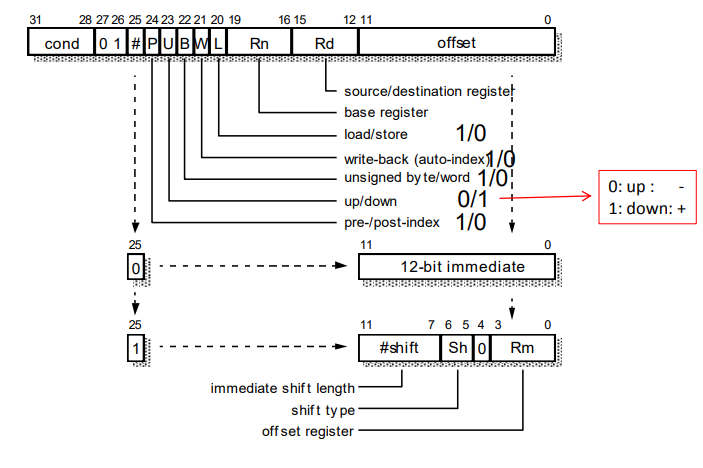 31 28 27 26 25 24 23 22 21 20 19 16 15 12 11 0
cond 0 1 # P U B W L Rn Rd offset
source/destination register
base register
load/store 1/0
write-back (auto-index) 1/0
unsigned byte/word 1/0
up/down 0/1
pre-/post-index 1/0
0: up : -
1: down: +
25 11 0
0 12-bit immediate
25 11 7 6 5 4 3 0
1 #shift Sh 0 Rm
immediate shift length
shift type
offset register